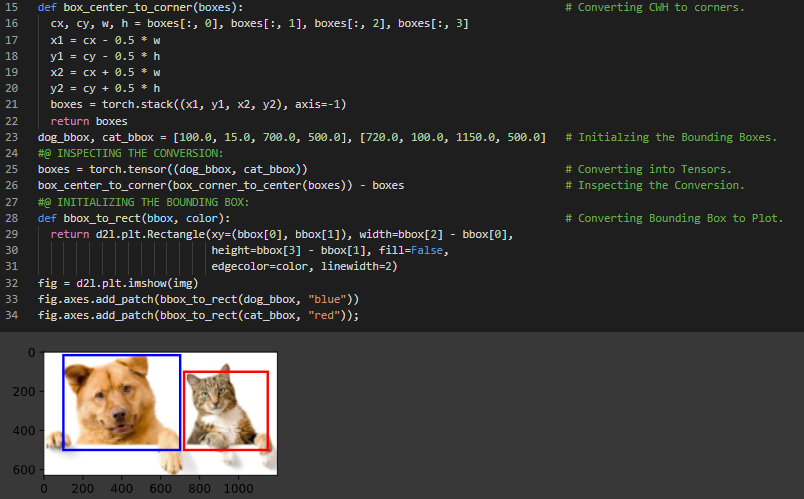 15 def box_center_to_corner(boxes): # Converting CWH to corners.
16 cx, cy, w, h = boxes[:, 0], boxes[:, 1], boxes[:, 2], boxes[:, 3]
17 x1 = cx - 0.5 * w
18 y1 = cy - 0.5 * h
19 x2 = cx + 0.5 * w
20 y2 = cy + 0.5 * h
21 boxes = torch.stack((x1, y1, x2, y2), axis=-1)
22 return boxes
23 dog_bbox, cat_bbox = [100.0, 15.0, 700.0, 500.0], [720.0, 100.0, 1150.0, 500.0] # Initialzing the Bounding Boxes.
24 #@ INSPECTING THE CONVERSION:
25 boxes = torch.tensor((dog_bbox, cat_bbox)) # Converting into Tensors.
26 box_center_to_corner(box_corner_to_center(boxes)) - boxes # Inspecting the Conversion.
27 #@ INITIALIZING THE BOUNDING BOX:
28 def bbox_to_rect(bbox, color): # Converting Bounding Box to Plot.
29 return d2l.plt.Rectangle(xy=(bbox[0], bbox[1]), width=bbox[2] - bbox[0],
30 height=bbox[3] - bbox[1], fill=False,
31 edgecolor=color, linewidth=2)
32 fig = d2l.plt.imshow(img)
33 fig.axes.add_patch(bbox_to_rect(dog_bbox, "blue"))
34 fig.axes.add_patch(bbox_to_rect(cat_bbox, "red"));
0
200
400
600
0 200 400 600 800 1000